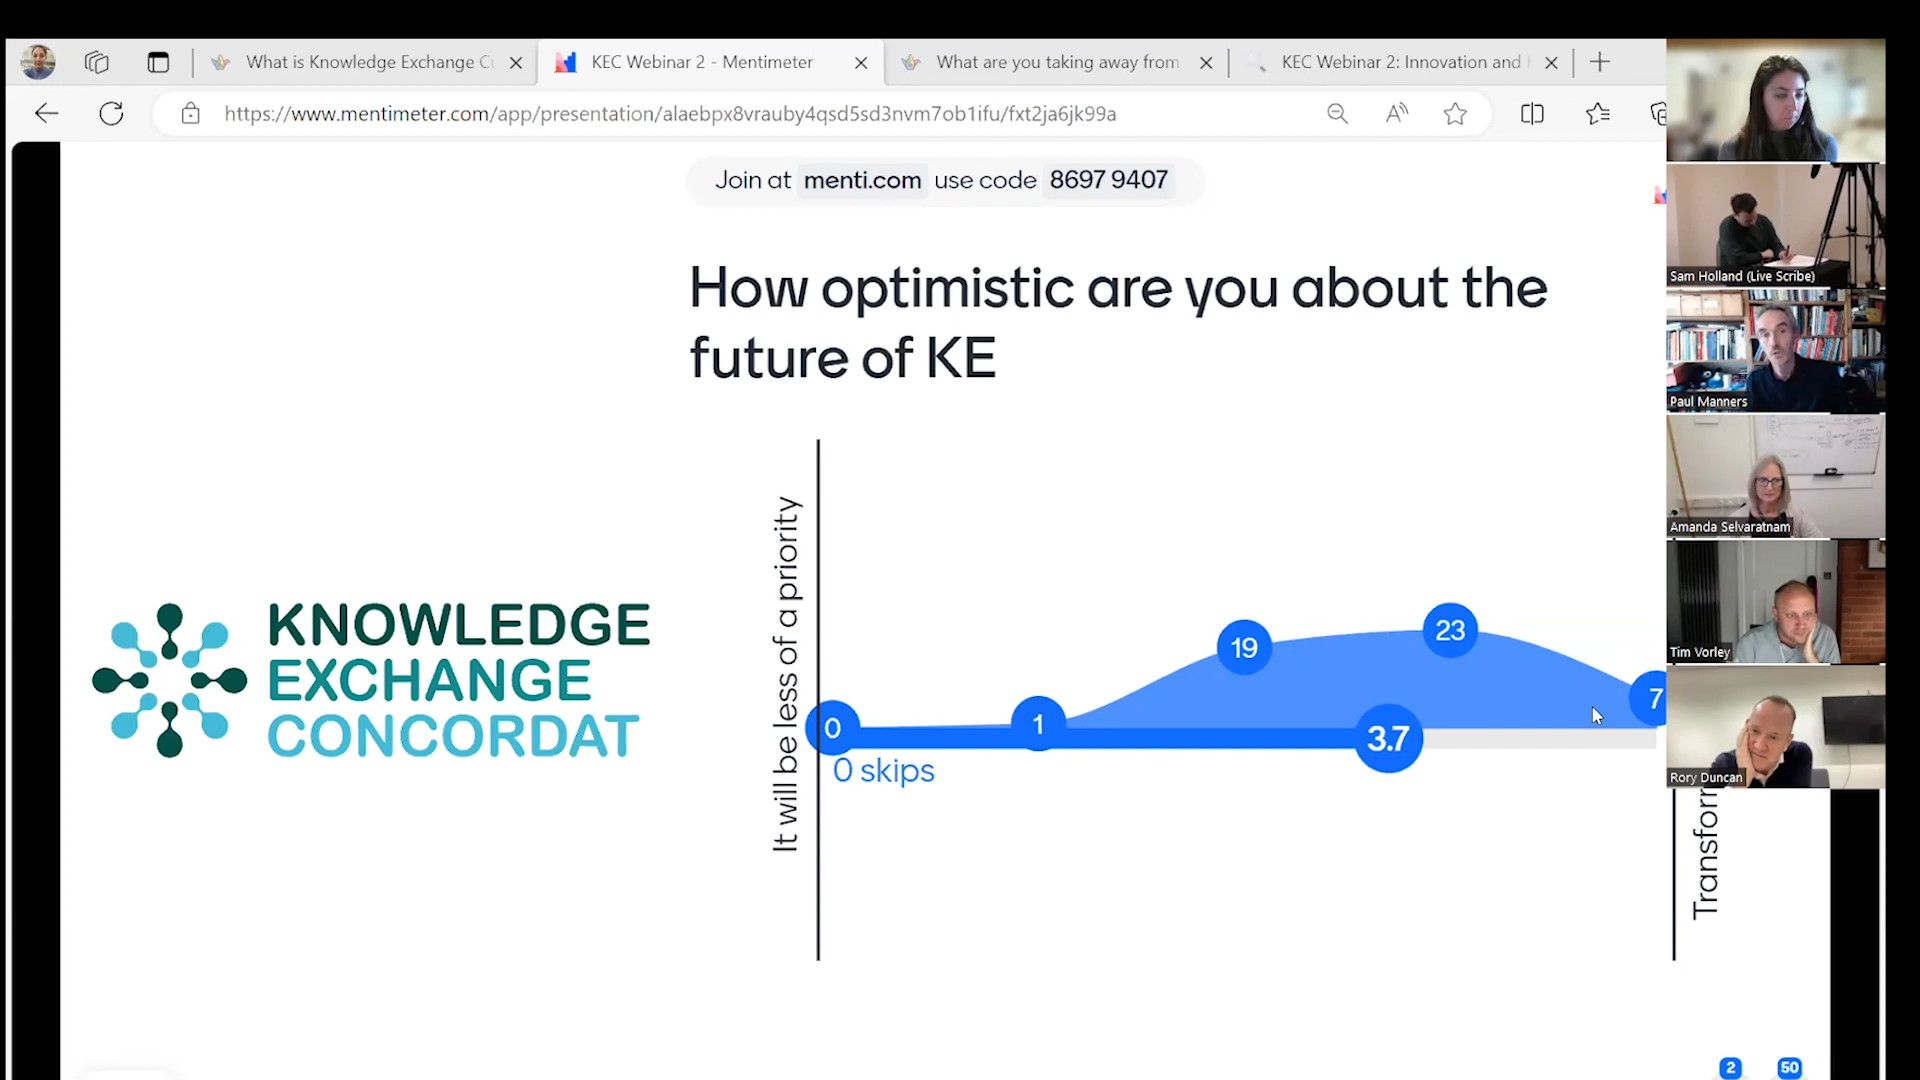 What is Knowledge Exchange Cu
KEC Webinar 2 - Mentimeter
What are you taking away from
KEC Webinar 2: Innovation and
https://www.mentimeter.com/app/presentation/alaebpx8vrauby4qsd5sd3nvm7ob1ifu/fxt2ja6jk99a
Join at menti.com use code 8697 9407
How optimistic are you about the
future of KE
KNOWLEDGE
EXCHANGE
CONCORDAT
It will be less of a priority
0
1
19
23
7
3.7
0 skips
Transform
Sam Holland (Live Scribe)
Paul Manners
Amanda Selvaratnam
Tim Vorley
Rory Duncan
2
50